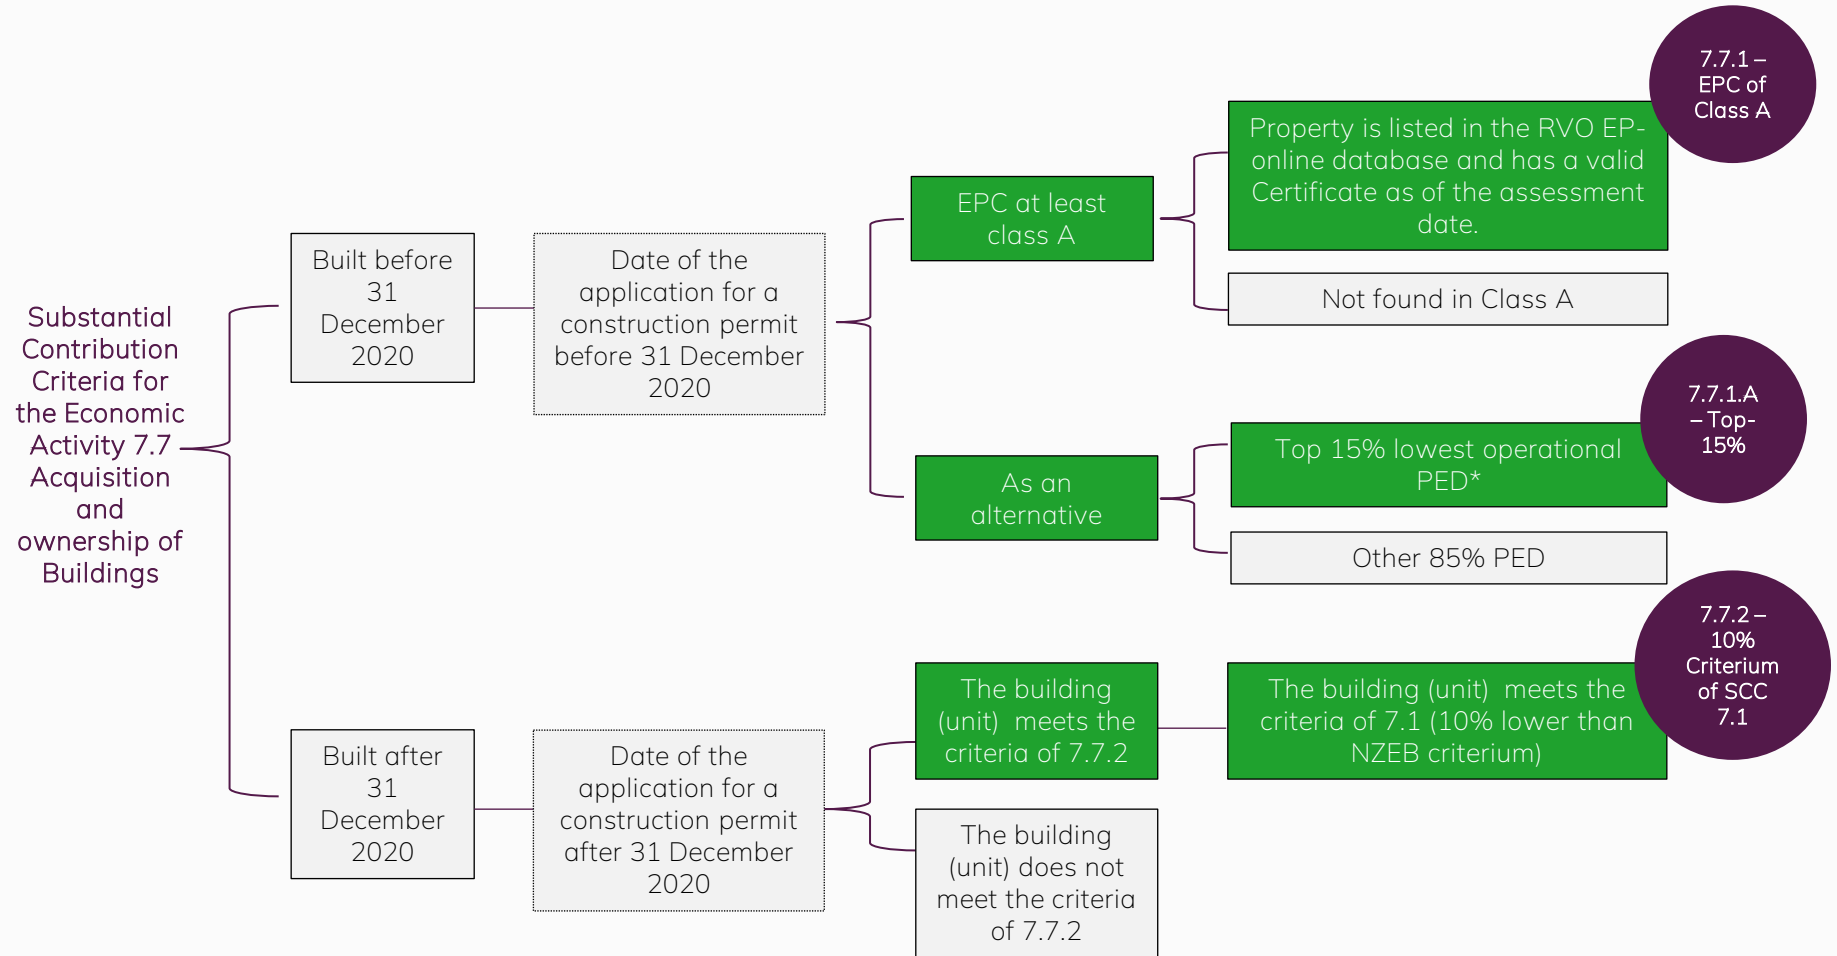 Substantial
Contribution
Criteria for
the Economic
Activity 7.7
Acquisition
and
ownership of
Buildings
Built before
31
December
2020
Date of the
application for a
construction permit
before 31 December
2020
EPC at least
class A
Property is listed in the RVO EP-
online database and has a valid
Certificate as of the assessment
date.
7.7.1 –
EPC of
Class A
Not found in Class A
As an
alternative
Top 15% lowest operational
PED*
7.7.1.A
– Top-
15%
Other 85% PED
Built after
31
December
2020
Date of the
application for a
construction permit
after 31 December
2020
The building
(unit)  meets the
criteria of 7.7.2
The building (unit)  meets the
criteria of 7.1 (10% lower than
NZEB criterium)
7.7.2 –
10%
Criterium
of SCC
7.1
The building
(unit) does not
meet the criteria
of 7.7.2